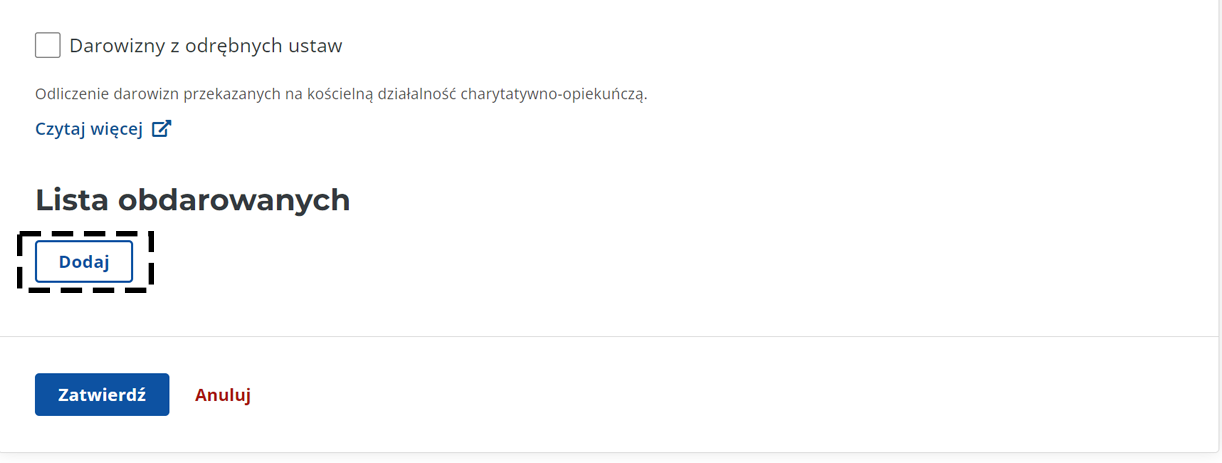 Darowizny z odrębnych ustaw
Odliczenie darowizn przekazanych na kościelną działalność charytatywno-opiekuńczą.
Czytaj więcej
Lista obdarowanych
Dodaj
Zatwierdź Anuluj